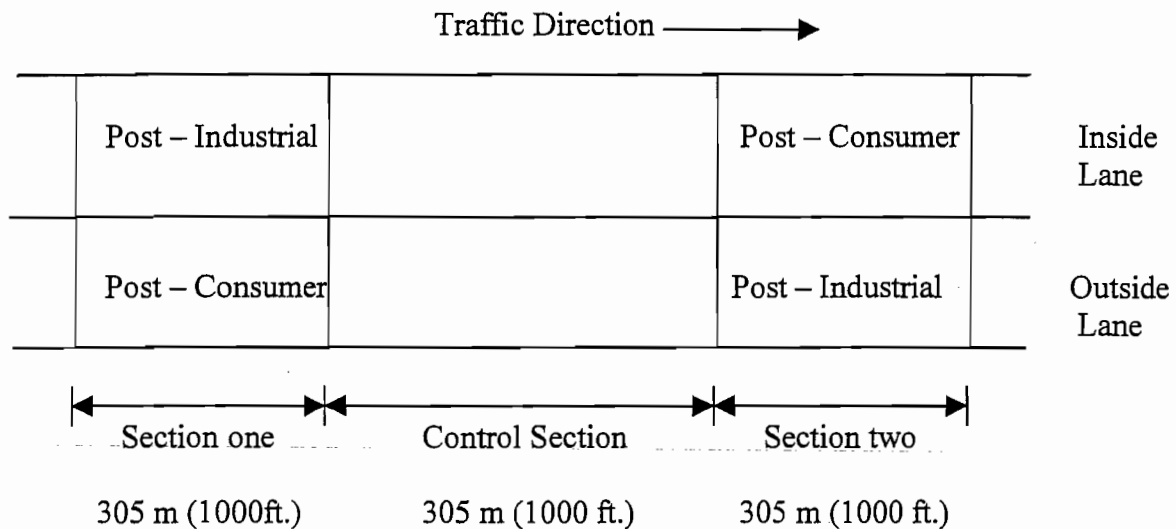 Traffic Direction
Post – Industrial
Post – Consumer
Inside
Lane
Post – Consumer
Post – Industrial
Outside
Lane
Section one
Control Section
Section two
305 m (1000ft.)
305 m (1000 ft.)
305 m (1000 ft.)